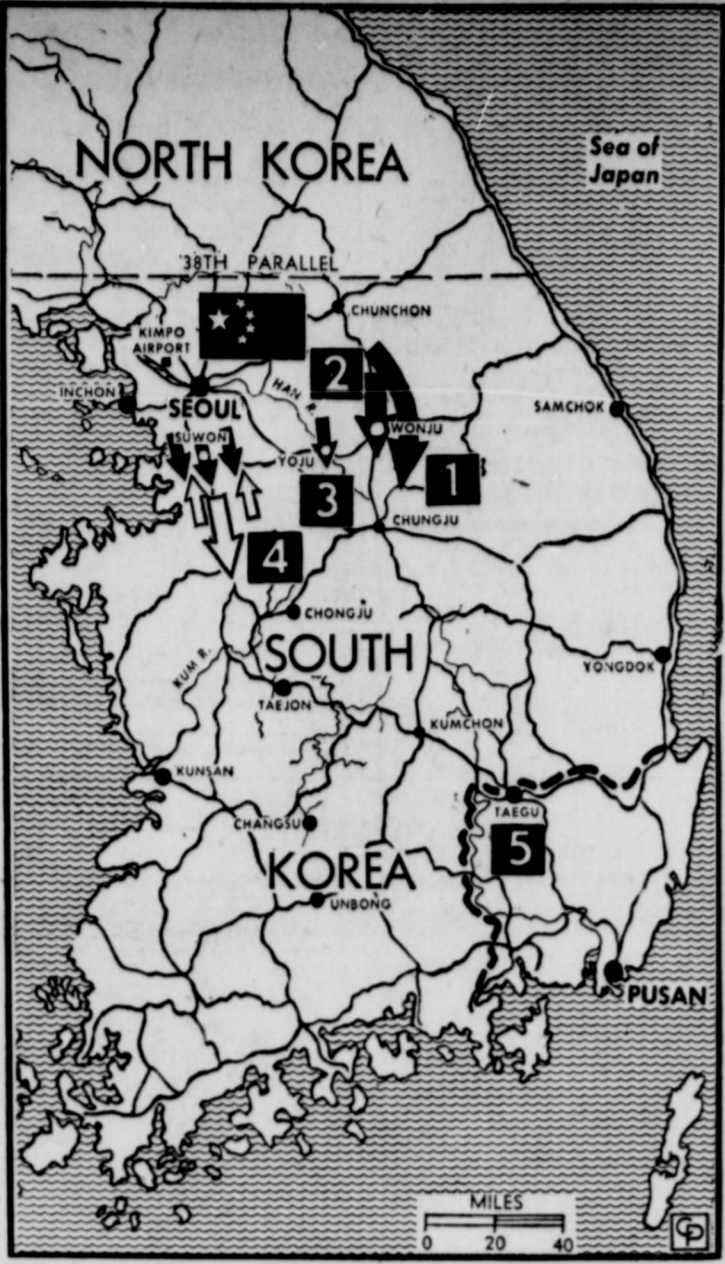 NORTH KOREA
Sea of
Japan
38TH PARALLEL
CHUNCHON
KIMPO
AIRPORT
2
HAN R.
INCHON
SEOUL
SAMCHOK
SUWON
WONJU
YOJU
1
3
CHUNGJU
4
CHONGJU
SOUTH
KUM R.
YONGDOK
TAEJON
KUMCHON
KUNSAN
TAEGU
CHANGSU
5
KOREA
UNBONG
PUSAN
MILES
0 20 40
CP